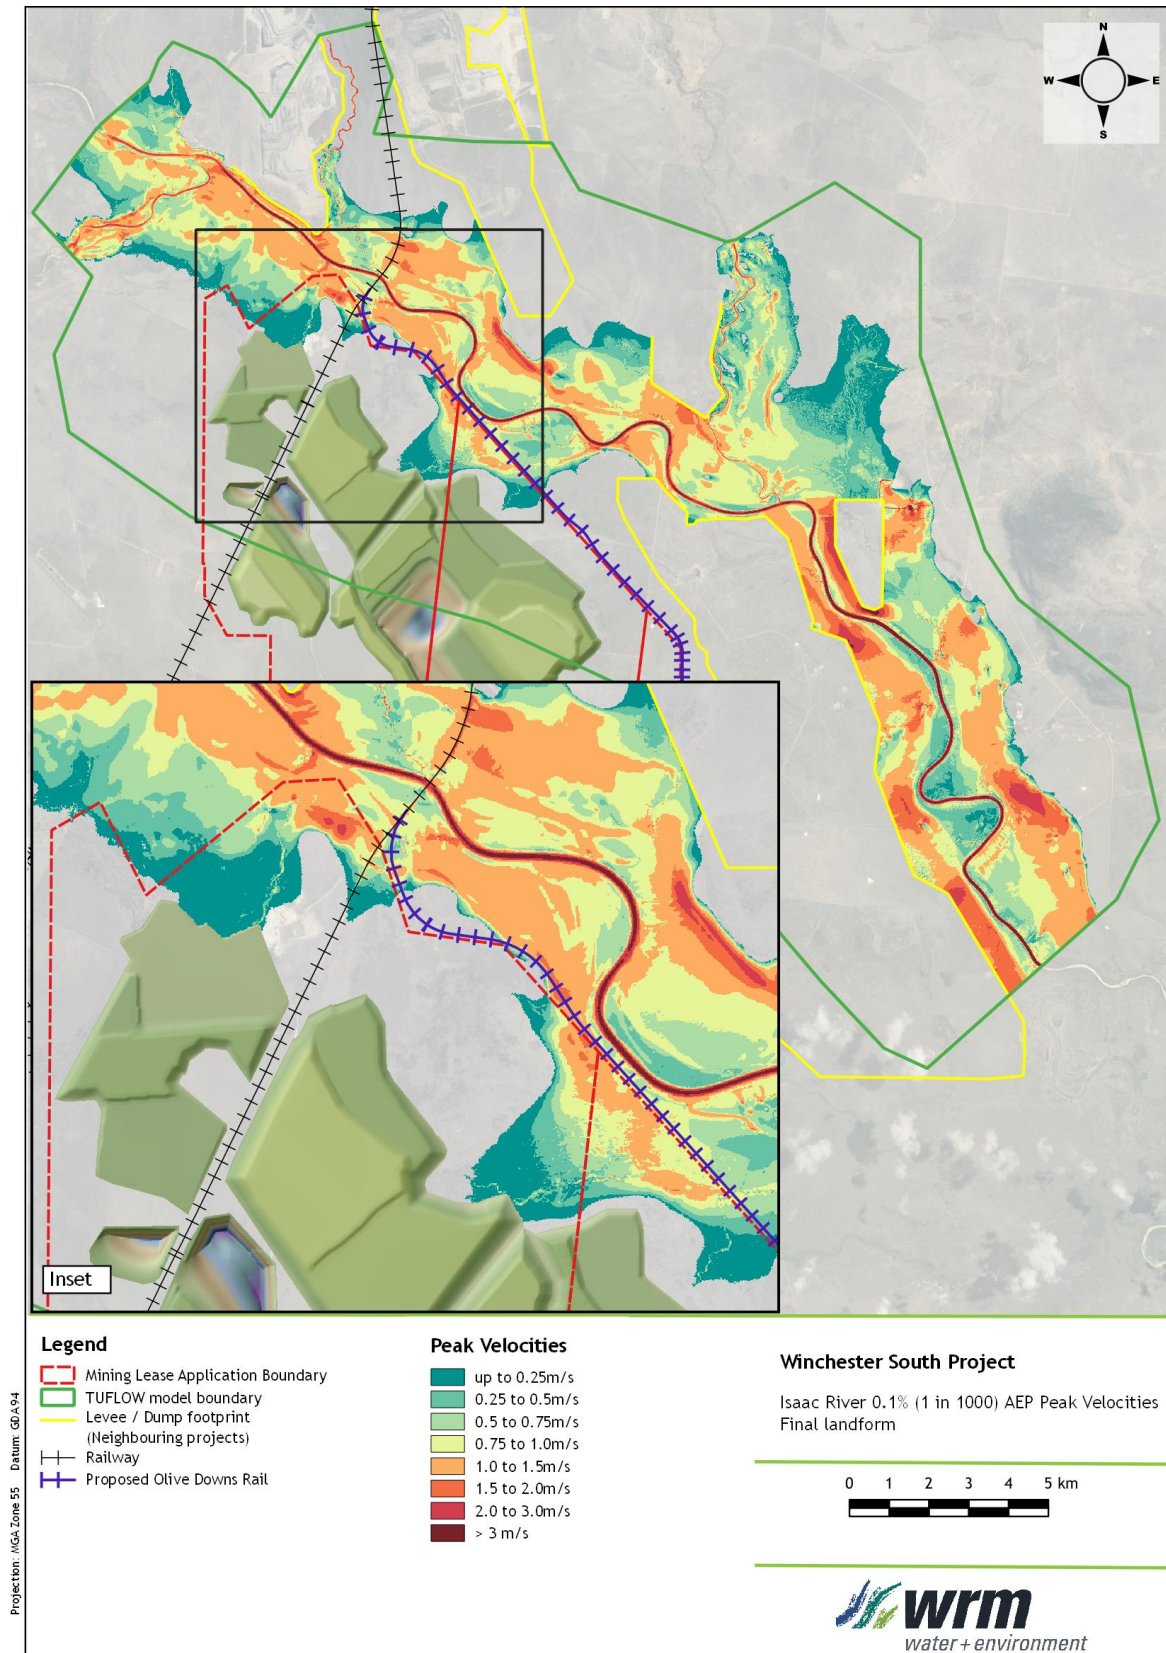 N
W E
S
Inset
Legend
Mining Lease Application Boundary
TUFLOW model boundary
Levee / Dump footprint
(Neighbouring projects)
Railway
Proposed Olive Downs Rail
Peak Velocities
up to 0.25m/s
0.25 to 0.5m/s
0.5 to 0.75m/s
0.75 to 1.0m/s
1.0 to 1.5m/s
1.5 to 2.0m/s
2.0 to 3.0m/s
> 3 m/s
Winchester South Project
Isaac River 0.1% (1 in 1000) AEP Peak Velocities
Final landform
0 1 2 3 4 5 km
wrm
water + environment
Projection: MGA Zone 55 Datum: GDA94